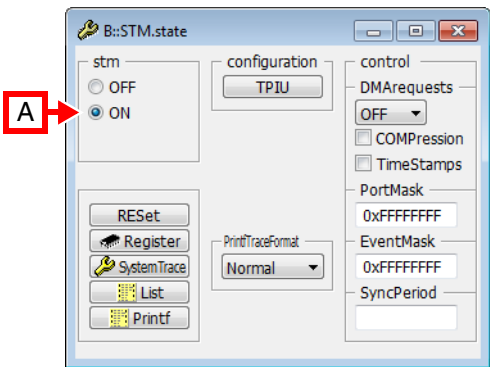 B::STM.state
stm
OFF
ON
A
RESet
Register
SystemTrace
List
Printf
configuration
TPIU
PrintfTraceFormat
Normal
control
DMArequests
OFF
COMPression
TimeStamps
PortMask
0xFFFFFFFF
EventMask
0xFFFFFFFF
SyncPeriod